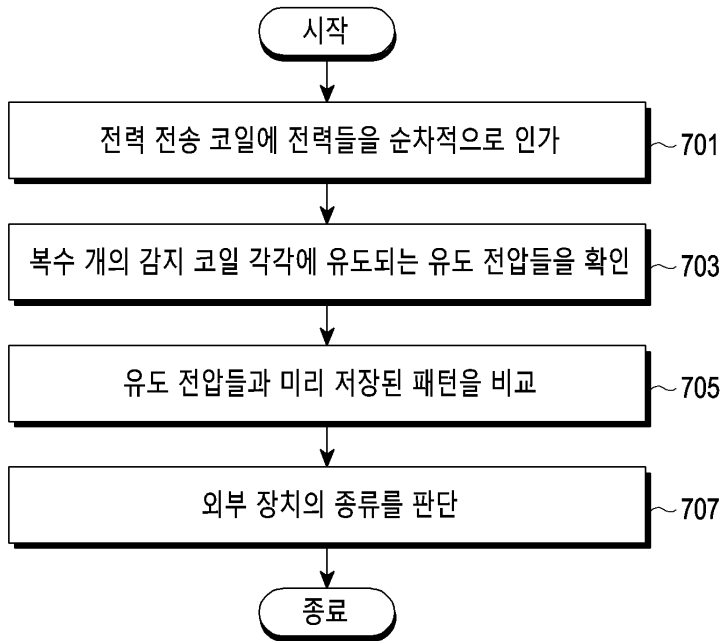 시작
전력 전송 코일에 전력들을 순차적으로 인가
701
복수 개의 감지 코일 각각에 유도되는 유도 전압들을 확인
703
유도 전압들과 미리 저장된 패턴을 비교
705
외부 장치의 종류를 판단
707
종료